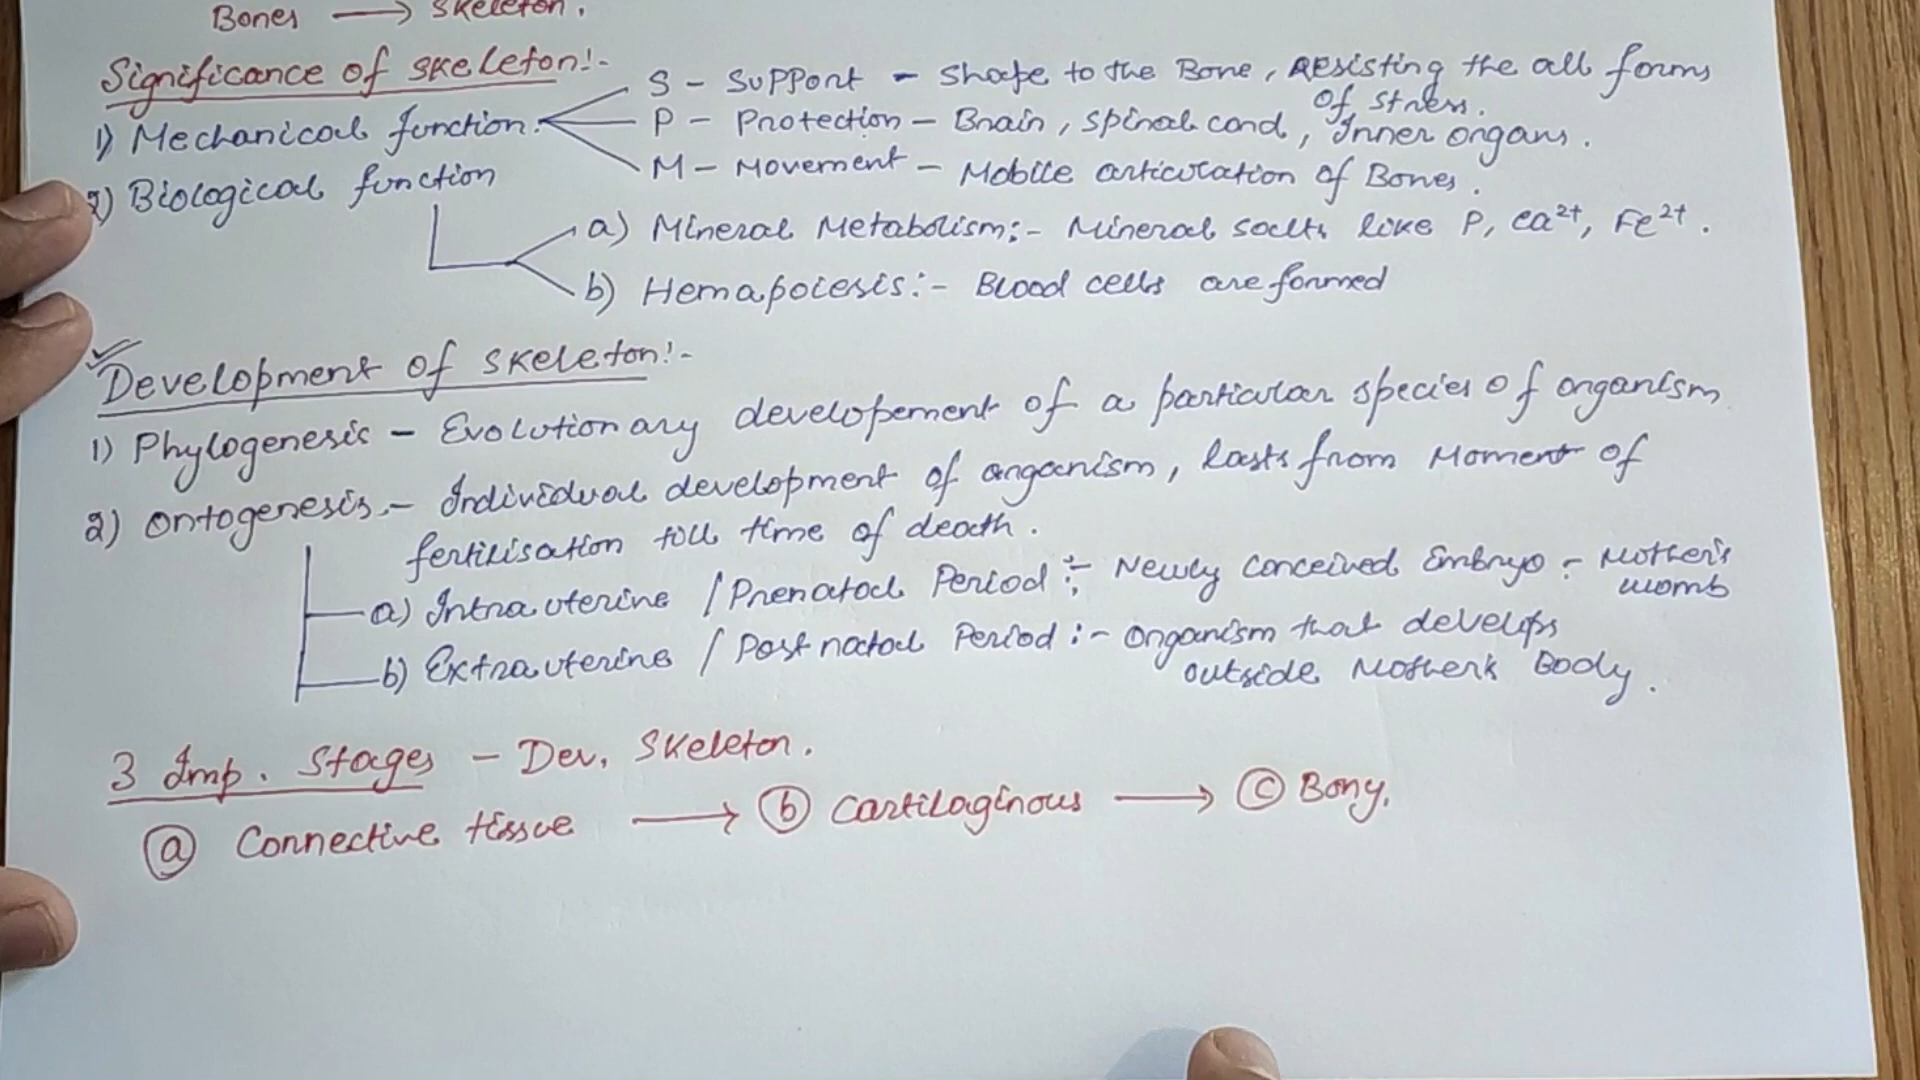 Bones → Skeleton.
Significance of Skeleton:-
1) Mechanical function.
S - Support - Shape to the Bone, Resisting the all forms of stress.
P - Protection - Brain, spinal cord, Inner organs.
M - Movement - Mobile articulation of Bones.
2) Biological function
a) Mineral Metabolism:- Mineral salts like P, Ca²⁺, Fe²⁺.
b) Hemapoiesis:- Blood cells are formed
Development of Skeleton:-
1) Phylogenesis - Evolutionary developement of a particular species of organism
2) Ontogenesis - Individual development of organism, lasts from Moment of
fertilisation till time of death.
a) Intrauterine / Prenatal Period :- Newly conceived Embryo - Mother's
womb
b) Extrauterine / Postnatal Period :- Organism that develops
outside Mother's Body.
3 Imp. Stages - Dev. Skeleton.
ⓐ Connective tissue → ⓑ Cartilaginous → ⓒ Bony.